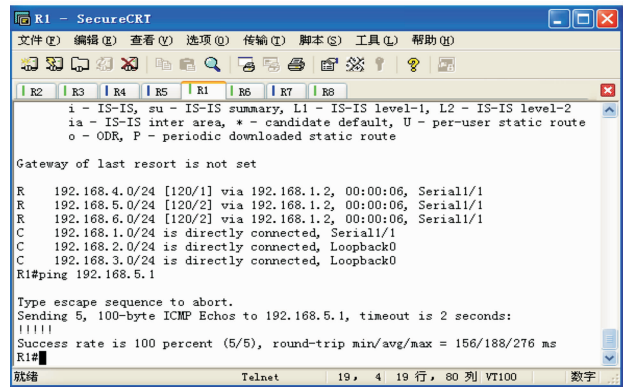 R1 - SecureCRT
文件(F) 编辑(E) 查看(V) 选项(O) 传输(T) 脚本(S) 工具(L) 帮助(H)
R2 R3 R4 R5 R1 R6 R7 R8
i - IS-IS, su - IS-IS summary, L1 - IS-IS level-1, L2 - IS-IS level-2
ia - IS-IS inter area, * - candidate default, U - per-user static route
o - ODR, P - periodic downloaded static route
Gateway of last resort is not set
R 192.168.4.0/24 [120/1] via 192.168.1.2, 00:00:06, Serial1/1
R 192.168.5.0/24 [120/2] via 192.168.1.2, 00:00:06, Serial1/1
R 192.168.6.0/24 [120/2] via 192.168.1.2, 00:00:06, Serial1/1
C 192.168.1.0/24 is directly connected, Serial1/1
C 192.168.2.0/24 is directly connected, Loopback0
C 192.168.3.0/24 is directly connected, Loopback0
R1#ping 192.168.5.1
Type escape sequence to abort.
Sending 5, 100-byte ICMP Echos to 192.168.5.1, timeout is 2 seconds:
!!!!!
Success rate is 100 percent (5/5), round-trip min/avg/max = 156/188/276 ms
R1#
就绪 Telnet 19, 4 19 行, 80 列 VT100 数字